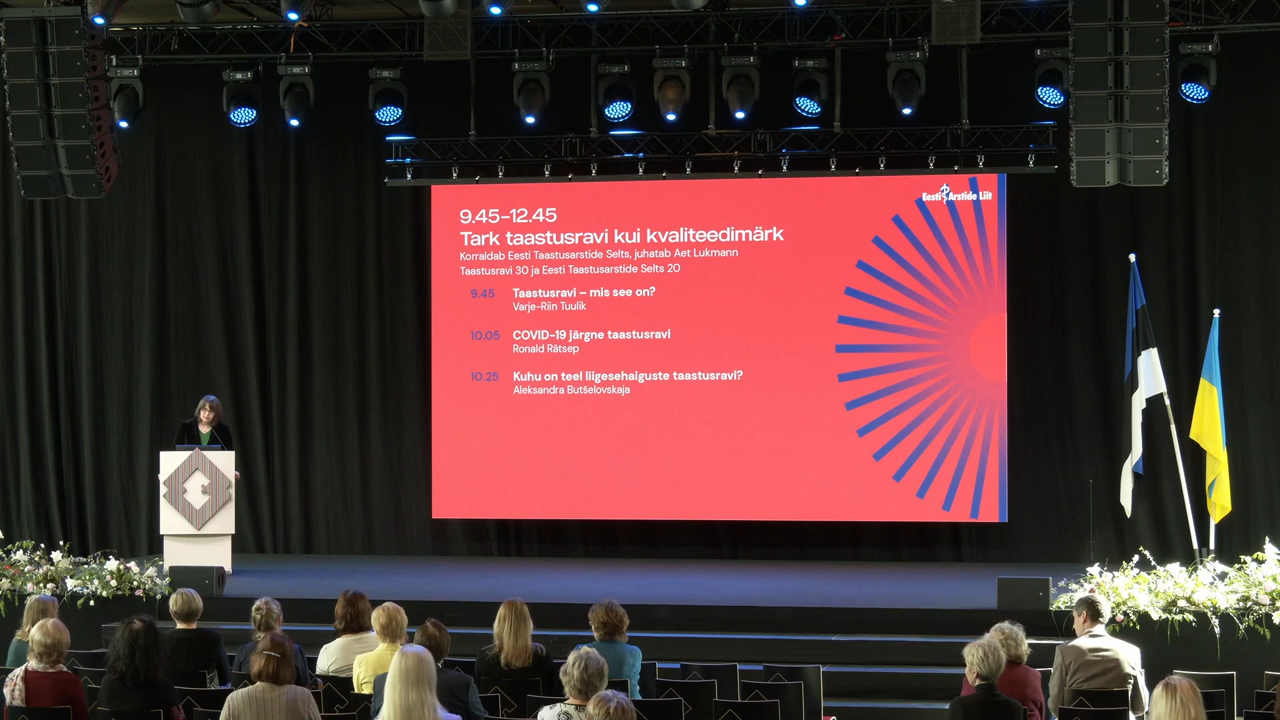 Eesti Arstide Liit
9.45–12.45
Tark taastusravi kui kvaliteedimärk
Korraldab Eesti Taastusarstide Selts, juhatab Aet Lukmann
Taastusravi 30 ja Eesti Taastusarstide Selts 20
9.45 Taastusravi – mis see on?
Varje-Riin Tuulik
10.05 COVID-19 järgne taastusravi
Ronald Rätsep
10.25 Kuhu on teel liigesehaiguste taastusravi?
Aleksandra Butšelovskaja